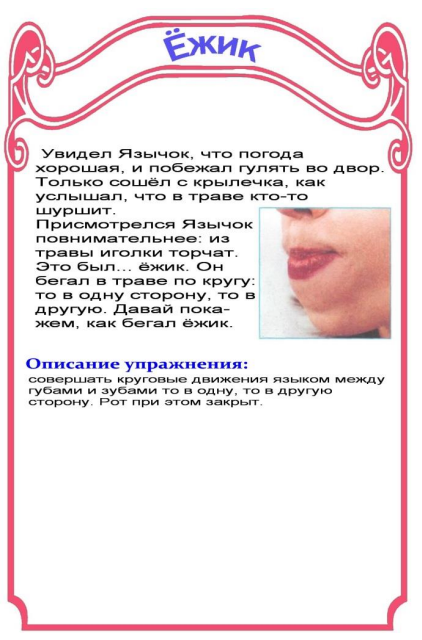 Ёжик
Увидел Язычок, что погода
хорошая, и побежал гулять во двор.
Только сошёл с крылечка, как
услышал, что в траве кто-то
шуршит.
Присмотрелся Язычок
повнимательнее: из
травы иголки торчат.
Это был... ёжик. Он
бегал в траве по кругу:
то в одну сторону, то в
другую. Давай пока-
жем, как бегал ёжик.
Описание упражнения:
совершать круговые движения языком между
губами и зубами то в одну, то в другую
сторону. Рот при этом закрыт.